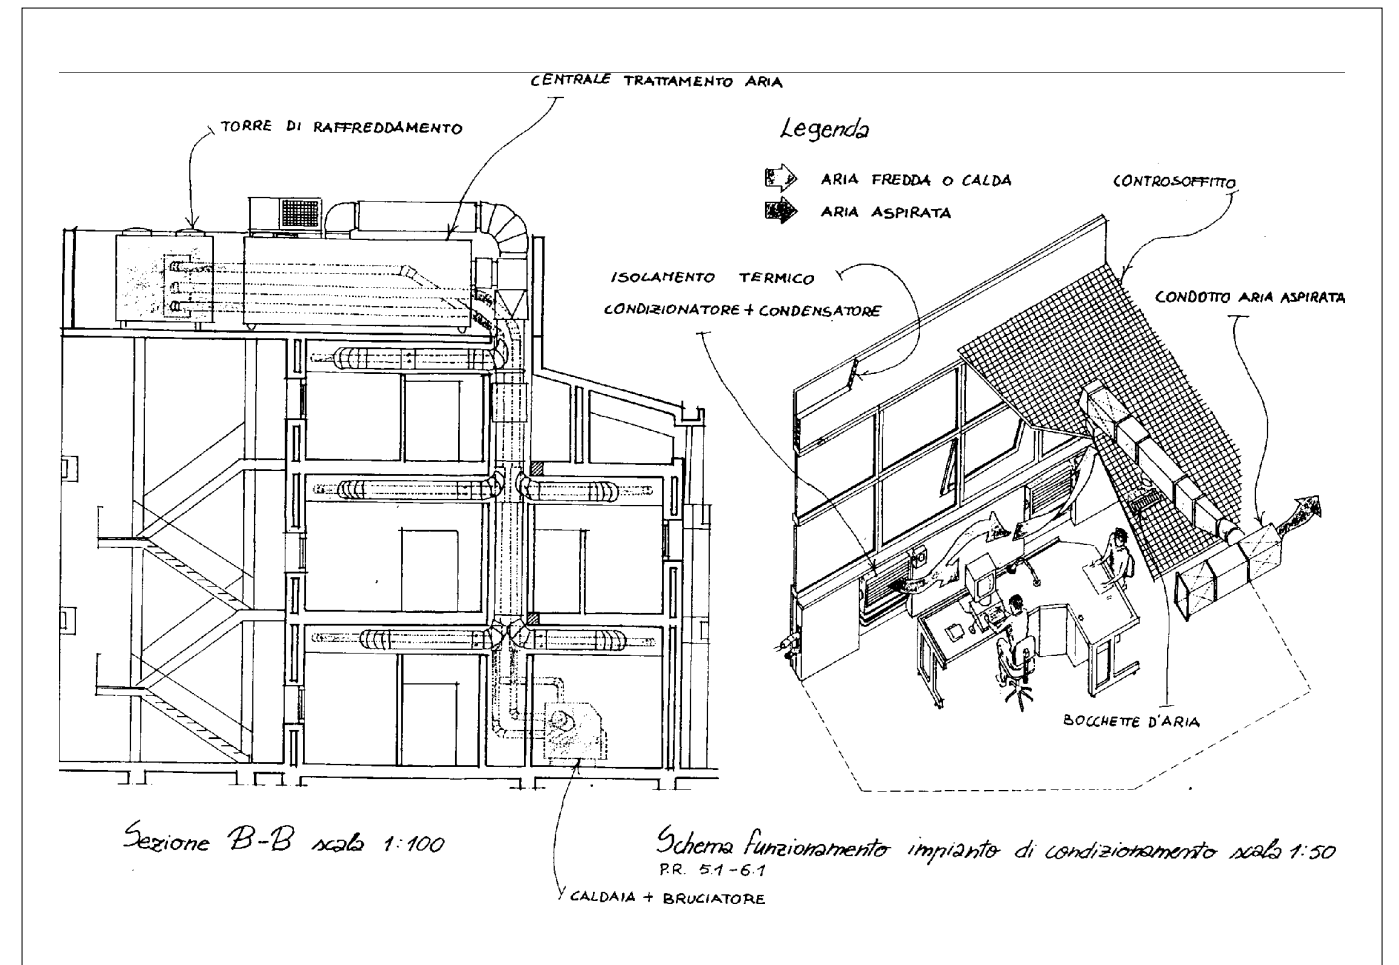 CENTRALE TRATTAMENTO ARIA
TORRE DI RAFFREDDAMENTO
Legenda
ARIA FREDDA O CALDA
ARIA ASPIRATA
CONTROSOFFITTO
ISOLAMENTO TERMICO
CONDIZIONATORE + CONDENSATORE
CONDOTTO ARIA ASPIRATA
BOCCHETTE D'ARIA
Sezione B-B scala 1:100
Schema funzionamento impianto di condizionamento scala 1:50
P.R. 5.1-6.1
CALDAIA + BRUCIATORE